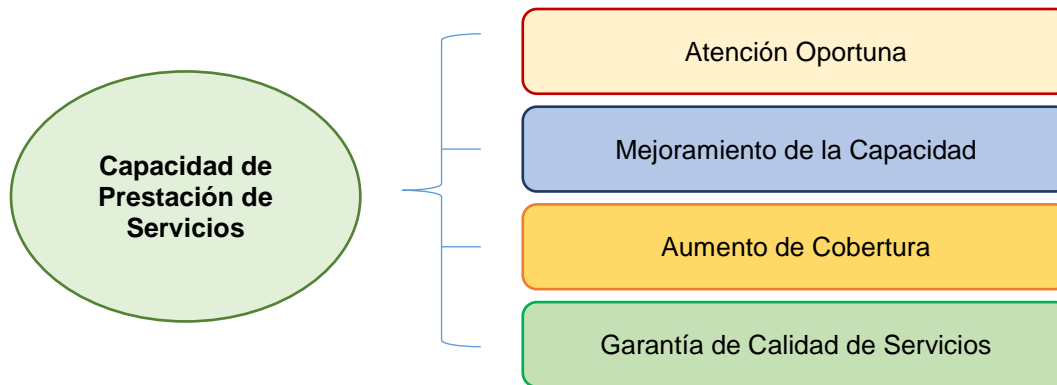 Capacidad de
Prestación de
Servicios
Atención Oportuna
Mejoramiento de la Capacidad
Aumento de Cobertura
Garantía de Calidad de Servicios